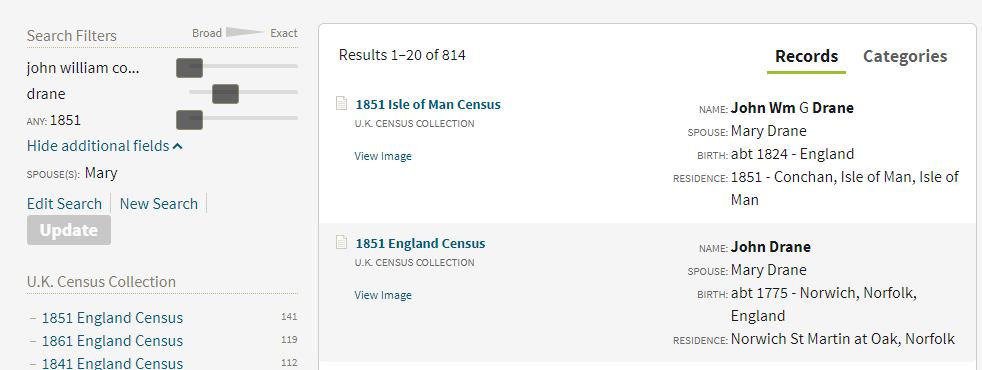 Search Filters
Broad Exact
john william co...
drane
ANY: 1851
Hide additional fields
SPOUSE(S): Mary
Edit Search New Search
Update
U.K. Census Collection
– 1851 England Census 141
– 1861 England Census 119
– 1841 England Census 112
Results 1–20 of 814
Records Categories
1851 Isle of Man Census
U.K. CENSUS COLLECTION
View Image
NAME: John Wm G Drane
SPOUSE: Mary Drane
BIRTH: abt 1824 - England
RESIDENCE: 1851 - Conchan, Isle of Man, Isle of
Man
1851 England Census
U.K. CENSUS COLLECTION
View Image
NAME: John Drane
SPOUSE: Mary Drane
BIRTH: abt 1775 - Norwich, Norfolk,
England
RESIDENCE: Norwich St Martin at Oak, Norfolk